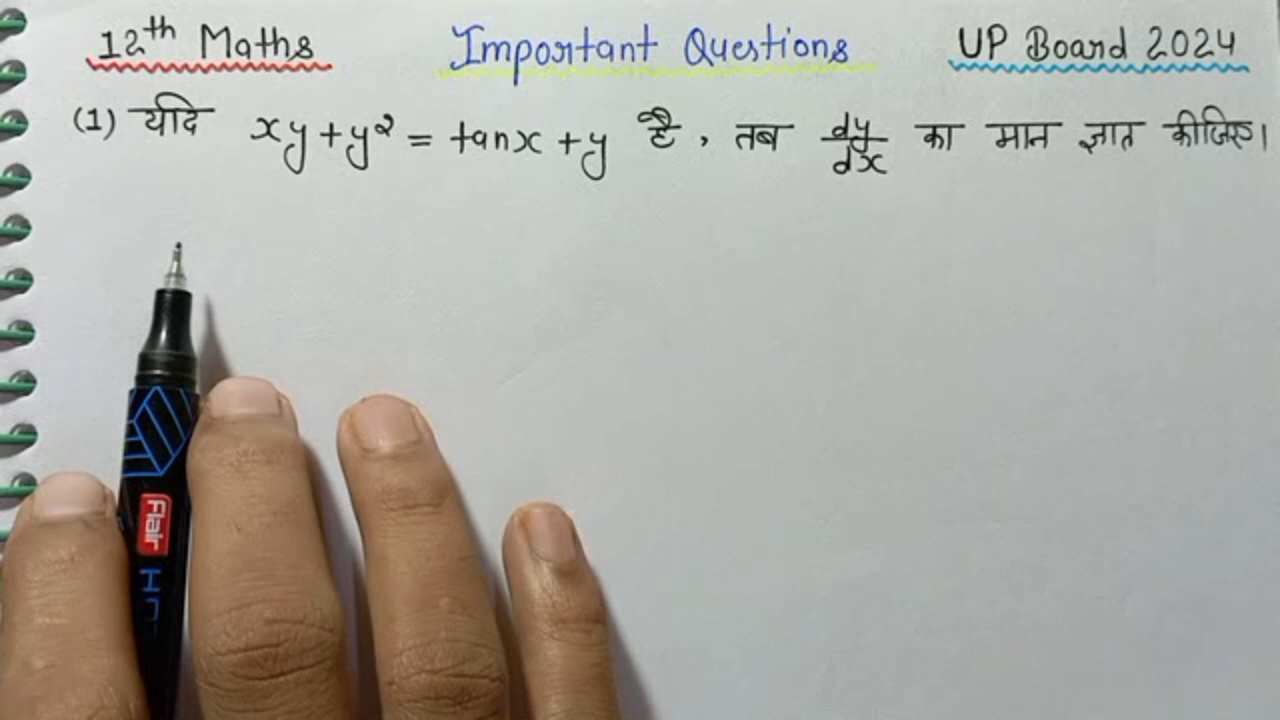 12th Maths Important Questions UP Board 2024
(1) यदि xy + y² = tanx + y है, तब dy/dx का मान ज्ञात कीजिए।
Flair